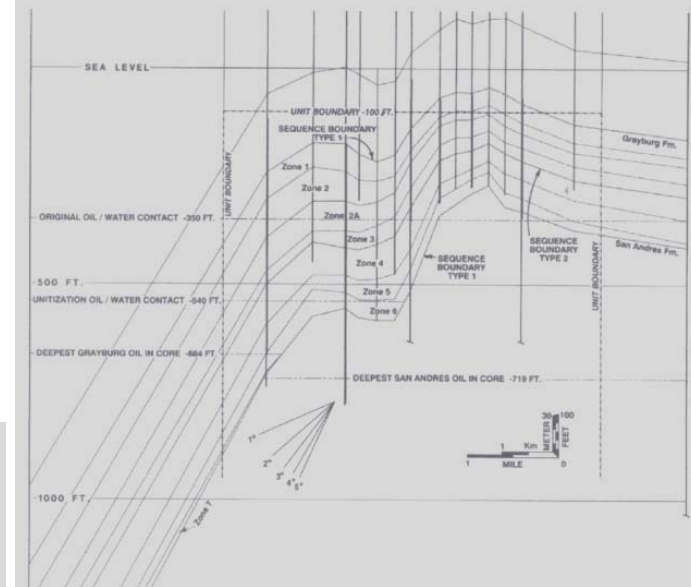 SEA LEVEL
UNIT BOUNDARY -100 FT.
SEQUENCE BOUNDARY
TYPE 1
Grayburg Fm.
Zone 1
UNIT BOUNDARY
Zone 2
ORIGINAL OIL / WATER CONTACT -350 FT.
Zone 2A
Zone 3
SEQUENCE
BOUNDARY
TYPE 2
San Andres Fm.
Zone 4
SEQUENCE
BOUNDARY
TYPE 1
500 FT.
Zone 5
UNIT BOUNDARY
UNITIZATION OIL / WATER CONTACT -540 FT.
Zone 6
DEEPEST GRAYBURG OIL IN CORE -664 FT
DEEPEST SAN ANDRES OIL IN CORE -719 FT.
1°
2°
3°
4°
5°
30 100
METER
FEET
1 Km
1 MILE 0
1000 FT.
Zone 7